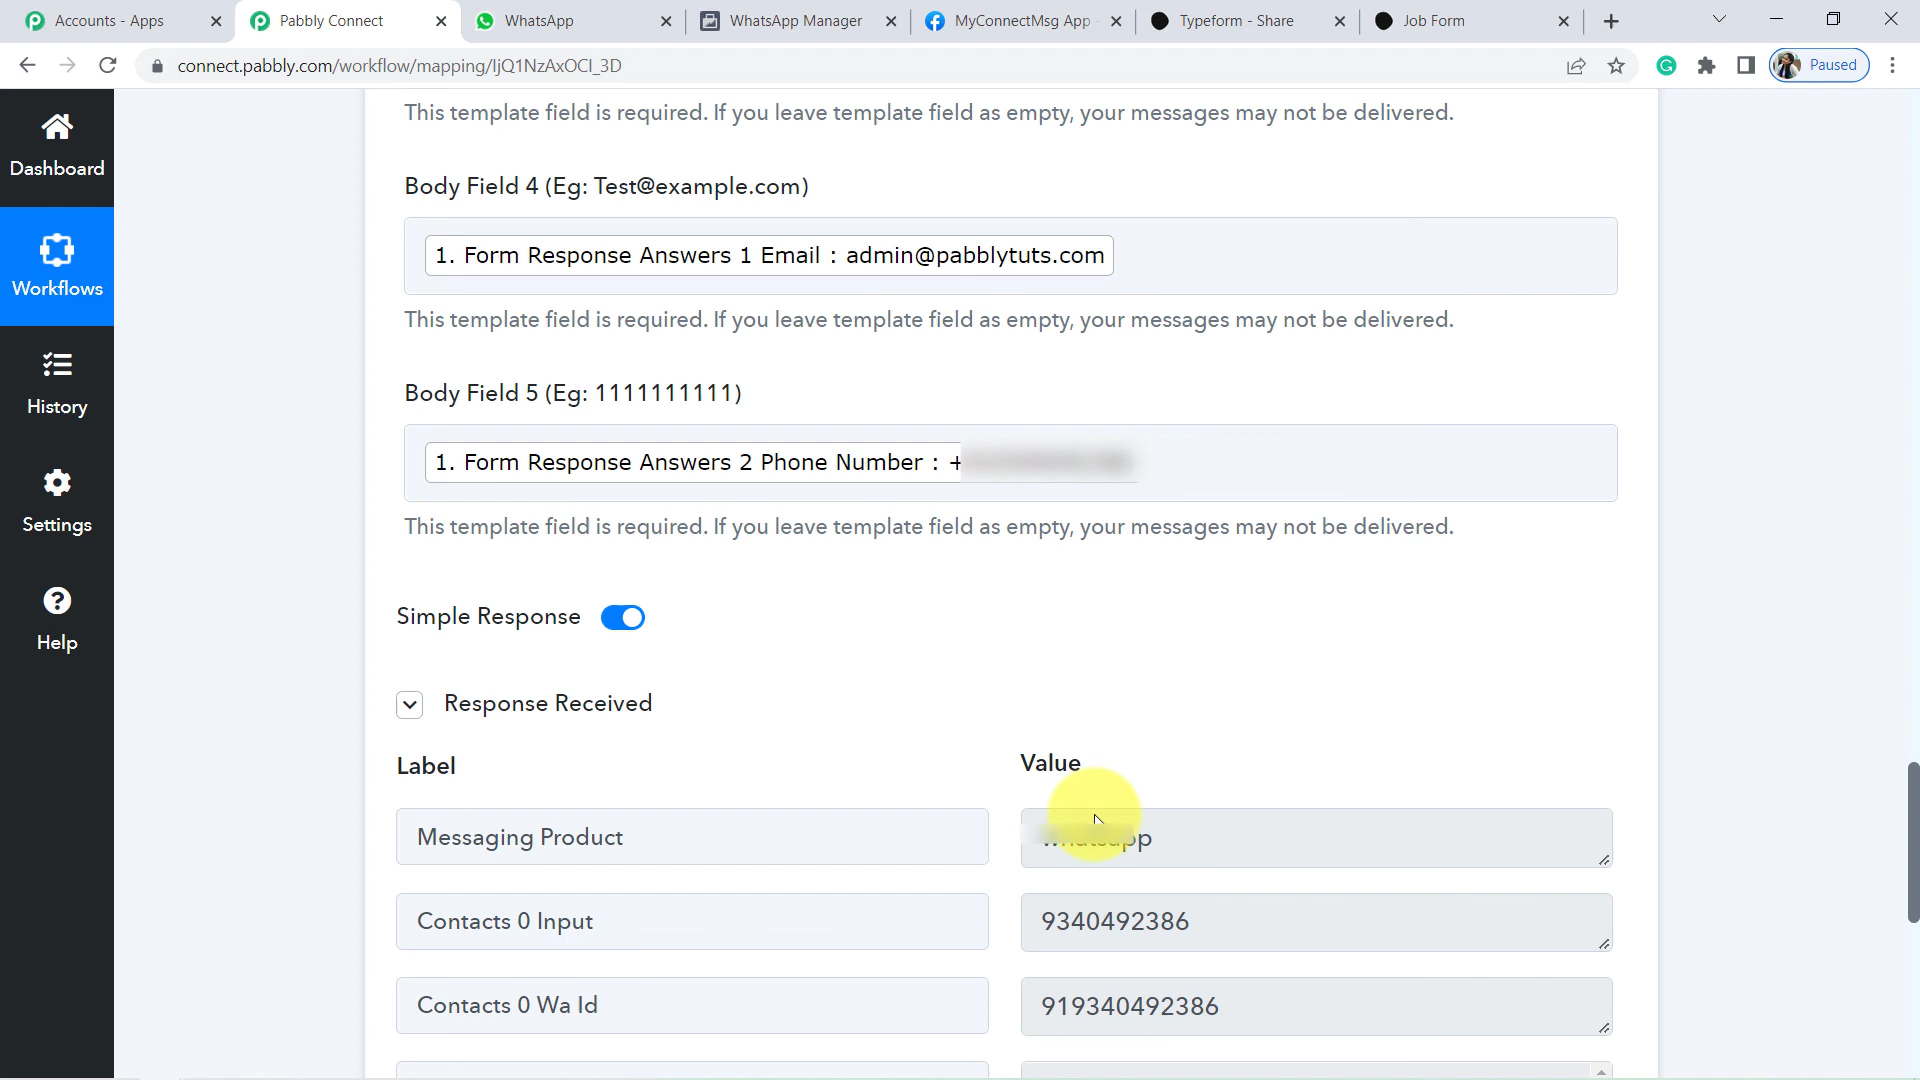 Accounts - Apps
Pabbly Connect
WhatsApp
WhatsApp Manager
MyConnectMsg App
Typeform - Share
Job Form
connect.pabbly.com/workflow/mapping/IjQ1NzAxOCI_3D
Paused
Dashboard
Workflows
History
Settings
Help
This template field is required. If you leave template field as empty, your messages may not be delivered.
Body Field 4 (Eg: Test@example.com)
1. Form Response Answers 1 Email : admin@pabblytuts.com
This template field is required. If you leave template field as empty, your messages may not be delivered.
Body Field 5 (Eg: 1111111111)
1. Form Response Answers 2 Phone Number : +
This template field is required. If you leave template field as empty, your messages may not be delivered.
Simple Response
Response Received
Label
Value
Messaging Product
whatsapp
Contacts 0 Input
9340492386
Contacts 0 Wa Id
919340492386